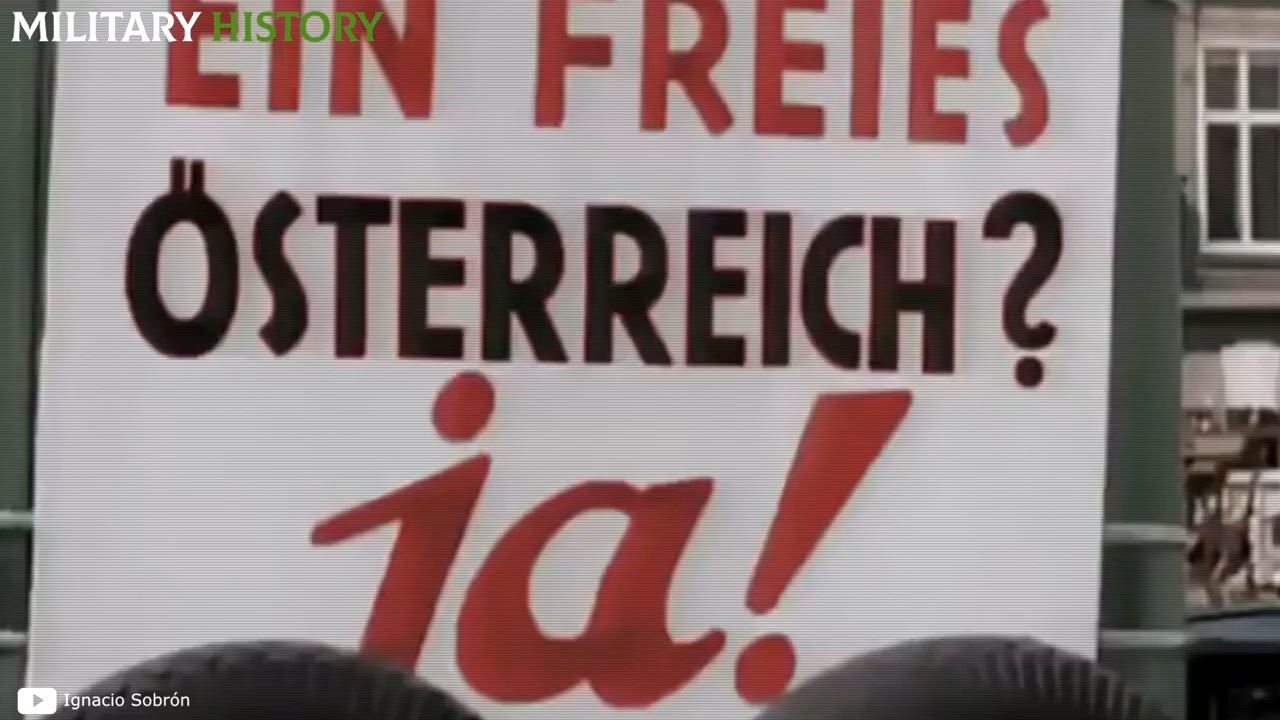 MILITARY HISTORY
EIN FREIES
ÖSTERREICH?
ja!
Ignacio Sobrón